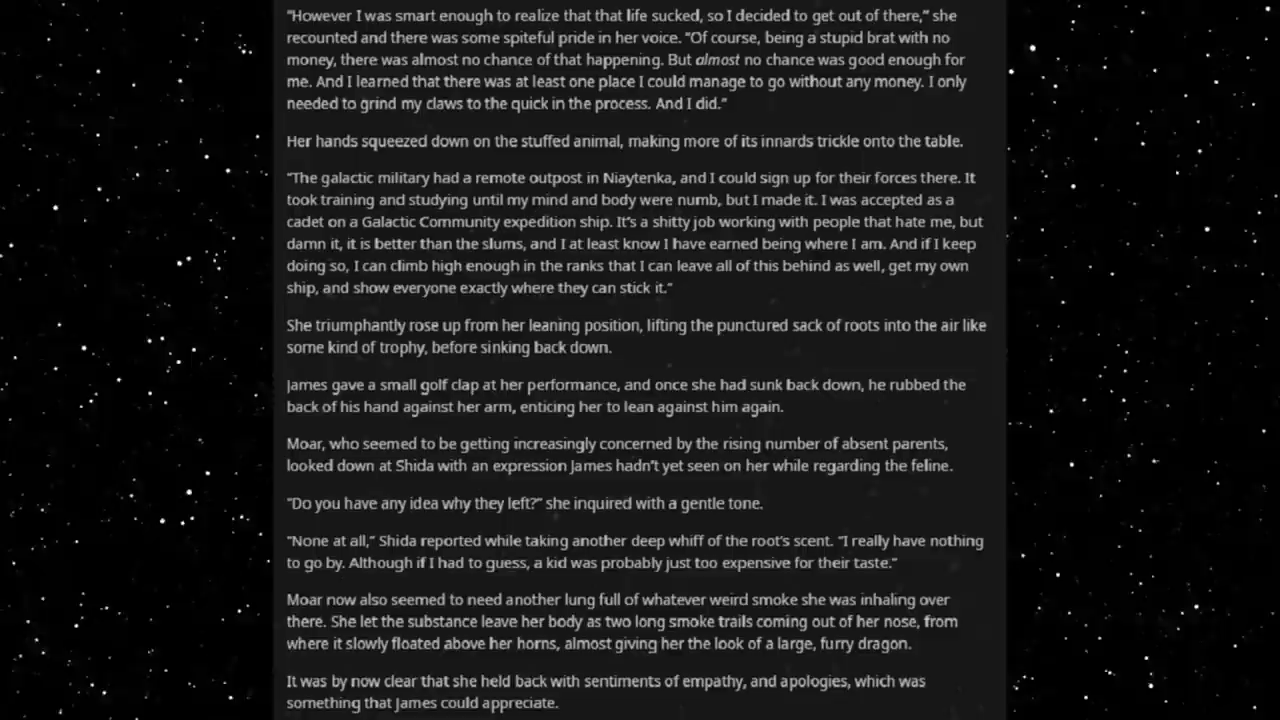 "However I was smart enough to realize that that life sucked, so I decided to get out of there," she
recounted and there was some spiteful pride in her voice. "Of course, being a stupid brat with no
money, there was almost no chance of that happening. But almost no chance was good enough for
me. And I learned that there was at least one place I could manage to go without any money. I only
needed to grind my claws to the quick in the process. And I did."
Her hands squeezed down on the stuffed animal, making more of its innards trickle onto the table.
"The galactic military had a remote outpost in Niaytenka, and I could sign up for their forces there. It
took training and studying until my mind and body were numb, but I made it. I was accepted as a
cadet on a Galactic Community expedition ship. It's a shitty job working with people that hate me, but
damn it, it is better than the slums, and I at least know I have earned being where I am. And if I keep
doing so, I can climb high enough in the ranks that I can leave all of this behind as well, get my own
ship, and show everyone exactly where they can stick it."
She triumphantly rose up from her leaning position, lifting the punctured sack of roots into the air like
some kind of trophy, before sinking back down.
James gave a small golf clap at her performance, and once she had sunk back down, he rubbed the
back of his hand against her arm, enticing her to lean against him again.
Moar, who seemed to be getting increasingly concerned by the rising number of absent parents,
looked down at Shida with an expression James hadn't yet seen on her while regarding the feline.
"Do you have any idea why they left?" she inquired with a gentle tone.
"None at all," Shida reported while taking another deep whiff of the root's scent. "I really have nothing
to go by. Although if I had to guess, a kid was probably just too expensive for their taste."
Moar now also seemed to need another lung full of whatever weird smoke she was inhaling over
there. She let the substance leave her body as two long smoke trails coming out of her nose, from
where it slowly floated above her horns, almost giving her the look of a large, furry dragon.
It was by now clear that she held back with sentiments of empathy, and apologies, which was
something that James could appreciate.